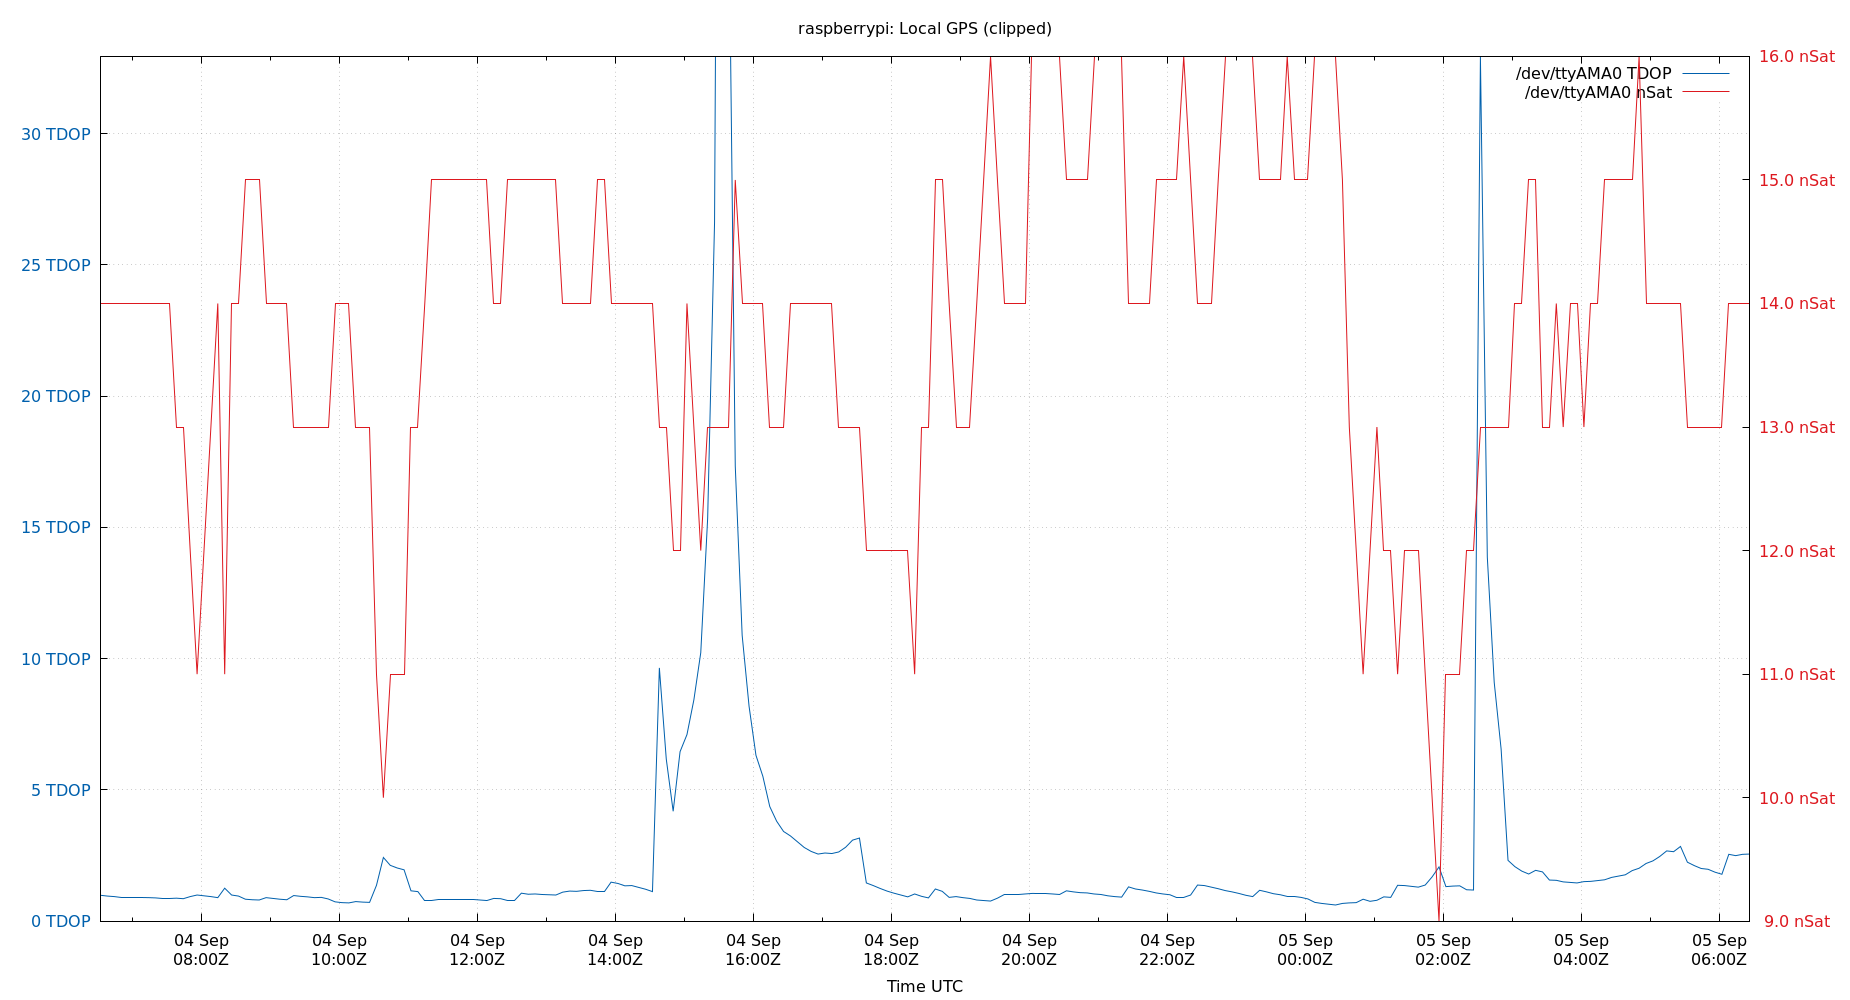 raspberrypi: Local GPS (clipped)
16.0 nSat
/dev/ttyAMA0 TDOP
/dev/ttyAMA0 nSat
30 TDOP
15.0 nSat
25 TDOP
14.0 nSat
20 TDOP
13.0 nSat
15 TDOP
12.0 nSat
10 TDOP
11.0 nSat
5 TDOP
10.0 nSat
0 TDOP
9.0 nSat
04 Sep 04 Sep 04 Sep 04 Sep 04 Sep 04 Sep 04 Sep 04 Sep 05 Sep 05 Sep 05 Sep 05 Sep
08:00Z 10:00Z 12:00Z 14:00Z 16:00Z 18:00Z 20:00Z 22:00Z 00:00Z 02:00Z 04:00Z 06:00Z
Time UTC